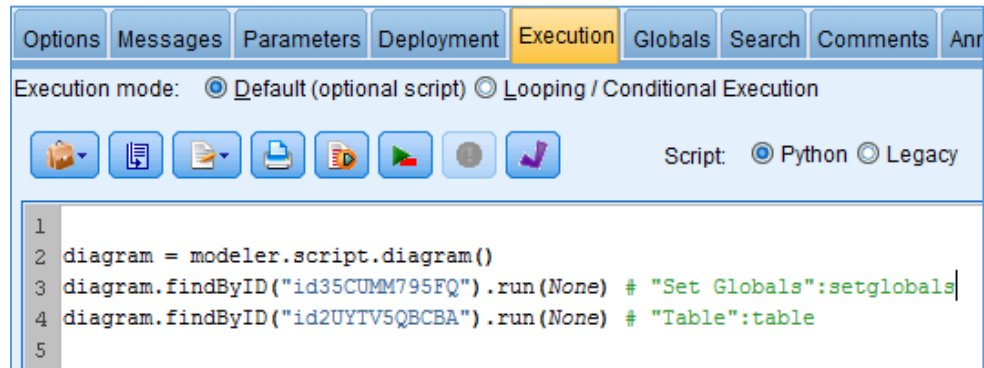 Options Messages Parameters Deployment Execution Globals Search Comments Anr
Execution mode: Default (optional script) Looping / Conditional Execution
Script: Python Legacy
1
2 diagram = modeler.script.diagram()
3 diagram.findByID("id35CUMM795FQ").run(None) # "Set Globals":setglobals
4 diagram.findByID("id2UYTV5QBCBA").run(None) # "Table":table
5